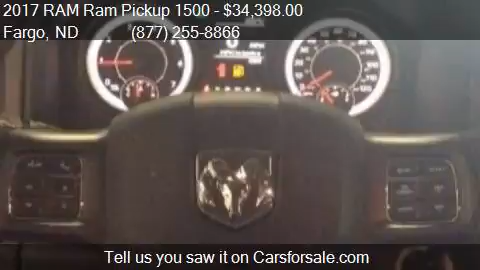 2017 RAM Ram Pickup 1500 - $34,398.00
Fargo, ND (877) 255-8866
Tell us you saw it on Carsforsale.com